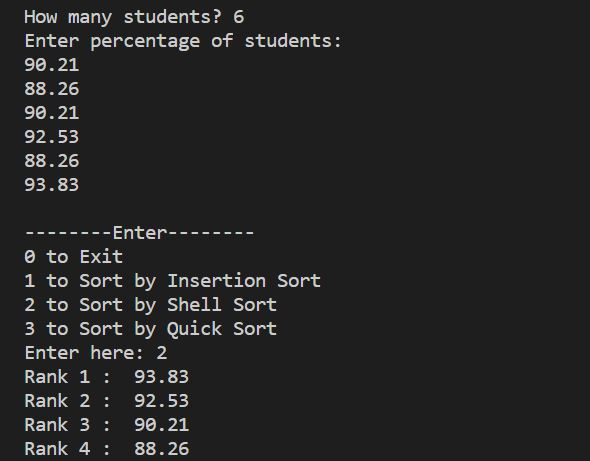 How many students? 6
Enter percentage of students:
90.21
88.26
90.21
92.53
88.26
93.83
--------Enter--------
0 to Exit
1 to Sort by Insertion Sort
2 to Sort by Shell Sort
3 to Sort by Quick Sort
Enter here: 2
Rank 1 :  93.83
Rank 2 :  92.53
Rank 3 :  90.21
Rank 4 :  88.26